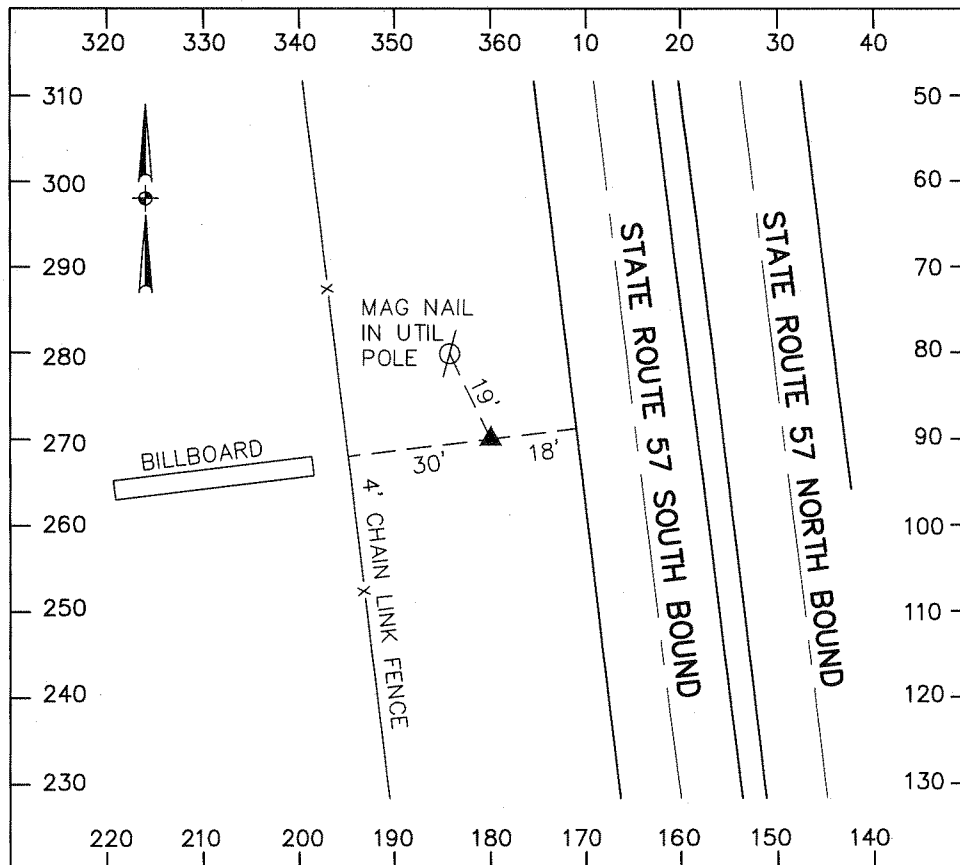 320 330 340 350 360 10 20 30 40
310 50
300 60
290 70
280 80
270 90
260 100
250 110
240 120
230 130
220 210 200 190 180 170 160 150 140
MAG NAIL
IN UTIL
POLE
19'
BILLBOARD
30'
18'
4' CHAIN LINK FENCE
STATE ROUTE 57 SOUTH BOUND
STATE ROUTE 57 NORTH BOUND
x
x